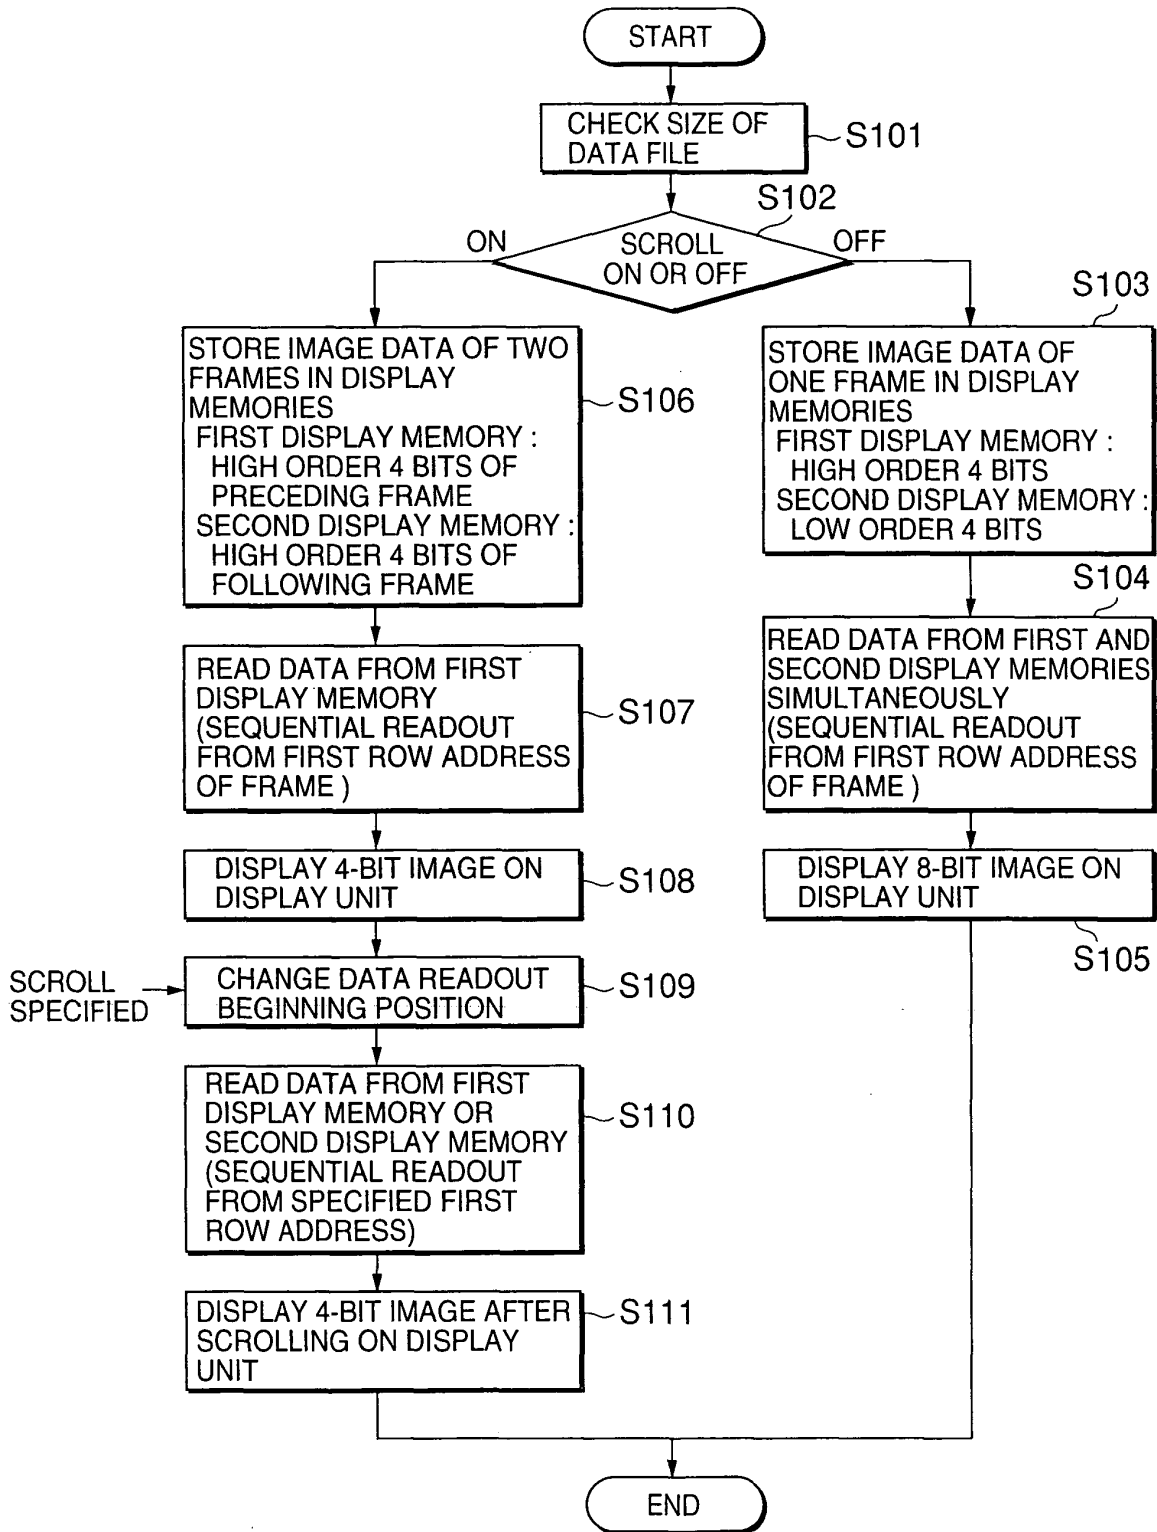 START
CHECK SIZE OF
DATA FILE
S101
S102
ON
SCROLL
ON OR OFF
OFF
S103
STORE IMAGE DATA OF TWO
FRAMES IN DISPLAY
MEMORIES
FIRST DISPLAY MEMORY :
HIGH ORDER 4 BITS OF
PRECEDING FRAME
SECOND DISPLAY MEMORY :
HIGH ORDER 4 BITS OF
FOLLOWING FRAME
S106
STORE IMAGE DATA OF
ONE FRAME IN DISPLAY
MEMORIES
FIRST DISPLAY MEMORY :
HIGH ORDER 4 BITS
SECOND DISPLAY MEMORY :
LOW ORDER 4 BITS
S104
READ DATA FROM FIRST
DISPLAY MEMORY
(SEQUENTIAL READOUT
FROM FIRST ROW ADDRESS
OF FRAME )
S107
READ DATA FROM FIRST AND
SECOND DISPLAY MEMORIES
SIMULTANEOUSLY
(SEQUENTIAL READOUT
FROM FIRST ROW ADDRESS
OF FRAME )
DISPLAY 4-BIT IMAGE ON
DISPLAY UNIT
S108
DISPLAY 8-BIT IMAGE ON
DISPLAY UNIT
S105
SCROLL
SPECIFIED
CHANGE DATA READOUT
BEGINNING POSITION
S109
READ DATA FROM FIRST
DISPLAY MEMORY OR
SECOND DISPLAY MEMORY
(SEQUENTIAL READOUT
FROM SPECIFIED FIRST
ROW ADDRESS)
S110
DISPLAY 4-BIT IMAGE AFTER
SCROLLING ON DISPLAY
UNIT
S111
END